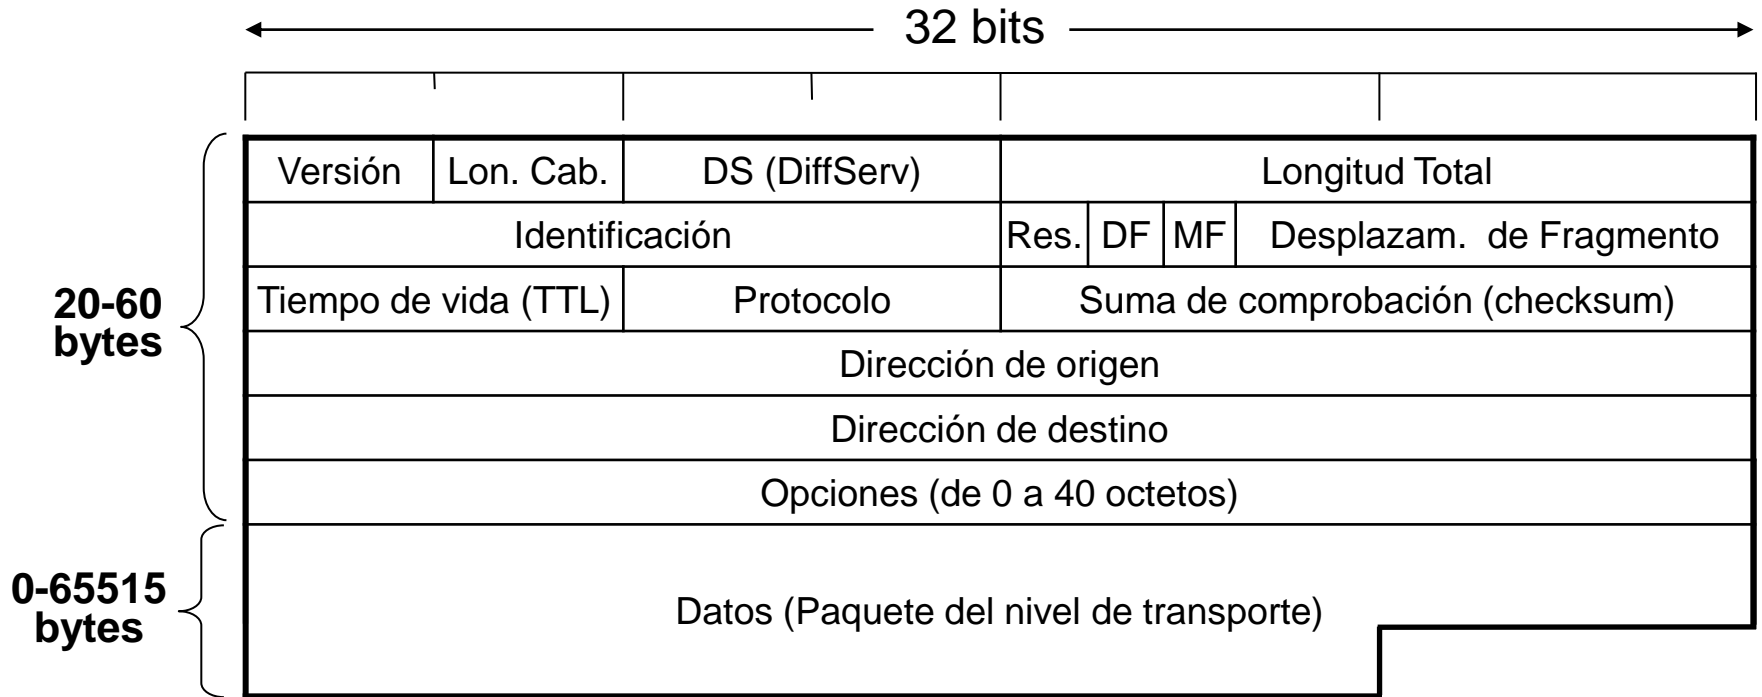 32 bits
Versión Lon. Cab. DS (DiffServ) Longitud Total
Identificación Res. DF MF Desplazam. de Fragmento
Tiempo de vida (TTL) Protocolo Suma de comprobación (checksum)
20-60
bytes
Dirección de origen
Dirección de destino
Opciones (de 0 a 40 octetos)
0-65515
bytes
Datos (Paquete del nivel de transporte)